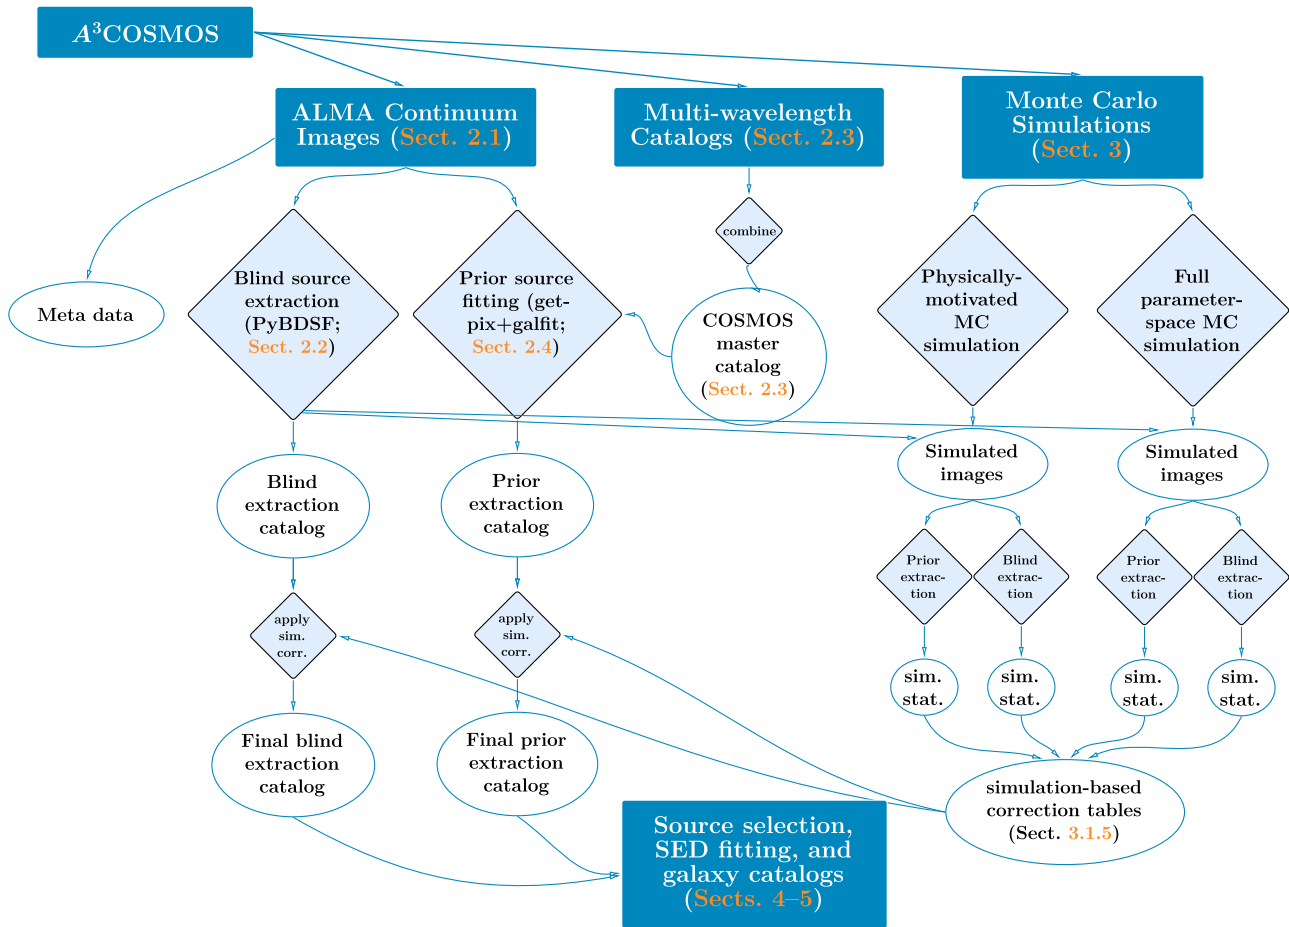 A³COSMOS
ALMA Continuum
Images (Sect. 2.1)
Multi-wavelength
Catalogs (Sect. 2.3)
Monte Carlo
Simulations
(Sect. 3)
combine
Meta data
Blind source
extraction
(PyBDSF;
Sect. 2.2)
Prior source
fitting (get-
pix+galfit;
Sect. 2.4)
COSMOS
master
catalog
(Sect. 2.3)
Physically-
motivated
MC
simulation
Full
parameter-
space MC
simulation
Blind
extraction
catalog
Prior
extraction
catalog
Simulated
images
Simulated
images
Prior
extrac-
tion
Blind
extrac-
tion
Prior
extrac-
tion
Blind
extrac-
tion
apply
sim.
corr.
apply
sim.
corr.
sim.
stat.
sim.
stat.
sim.
stat.
sim.
stat.
Final blind
extraction
catalog
Final prior
extraction
catalog
simulation-based
correction tables
(Sect. 3.1.5)
Source selection,
SED fitting, and
galaxy catalogs
(Sects. 4–5)